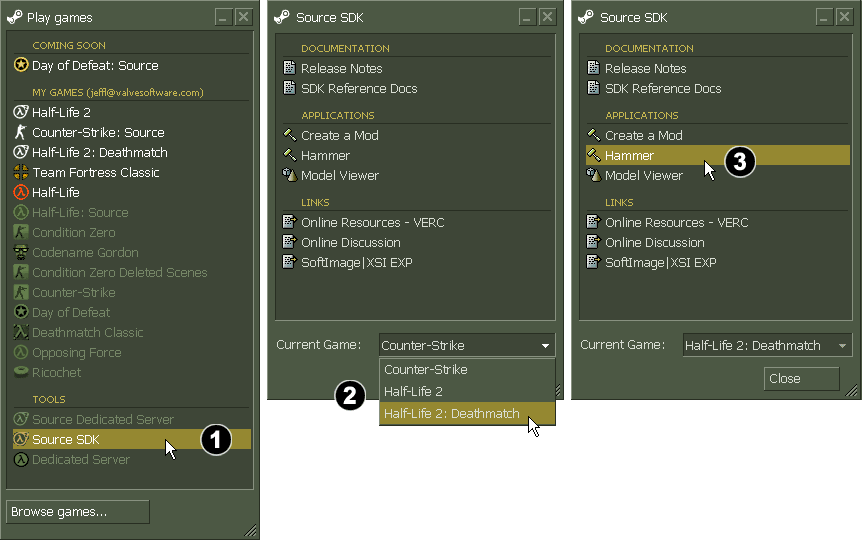 Play games
COMING SOON
Day of Defeat: Source
MY GAMES (jeffl@valvesoftware.com)
Half-Life 2
Counter-Strike: Source
Half-Life 2: Deathmatch
Team Fortress Classic
Half-Life
Half-Life: Source
Condition Zero
Codename Gordon
Condition Zero Deleted Scenes
Counter-Strike
Day of Defeat
Deathmatch Classic
Opposing Force
Ricochet
TOOLS
Source Dedicated Server
Source SDK
1
Dedicated Server
Browse games...
Source SDK
DOCUMENTATION
Release Notes
SDK Reference Docs
APPLICATIONS
Create a Mod
Hammer
Model Viewer
LINKS
Online Resources - VERC
Online Discussion
SoftImage|XSI EXP
Current Game: Counter-Strike
Counter-Strike
Half-Life 2
2
Half-Life 2: Deathmatch
Source SDK
DOCUMENTATION
Release Notes
SDK Reference Docs
APPLICATIONS
Create a Mod
Hammer
3
Model Viewer
LINKS
Online Resources - VERC
Online Discussion
SoftImage|XSI EXP
Current Game: Half-Life 2: Deathmatch
Close